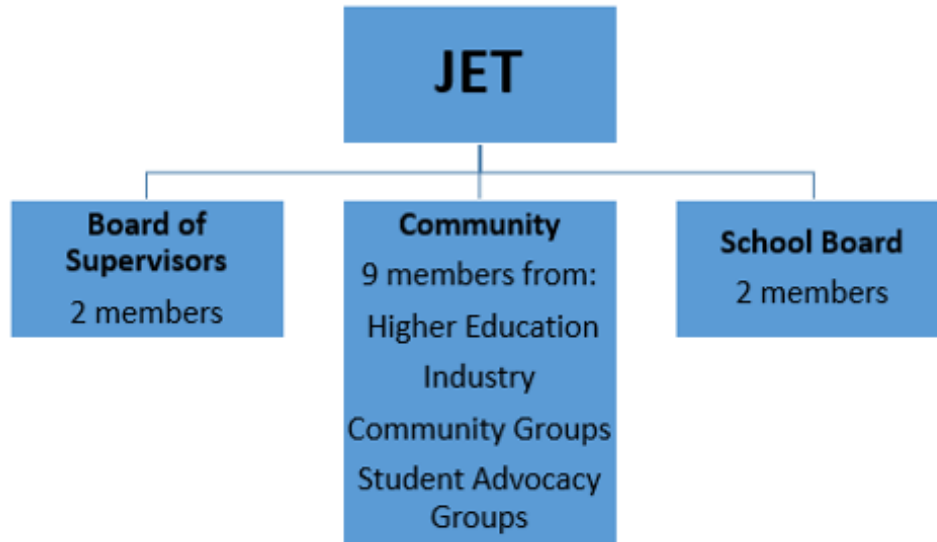 JET
Board of
Supervisors
2 members
Community
9 members from:
Higher Education
Industry
Community Groups
Student Advocacy
Groups
School Board
2 members